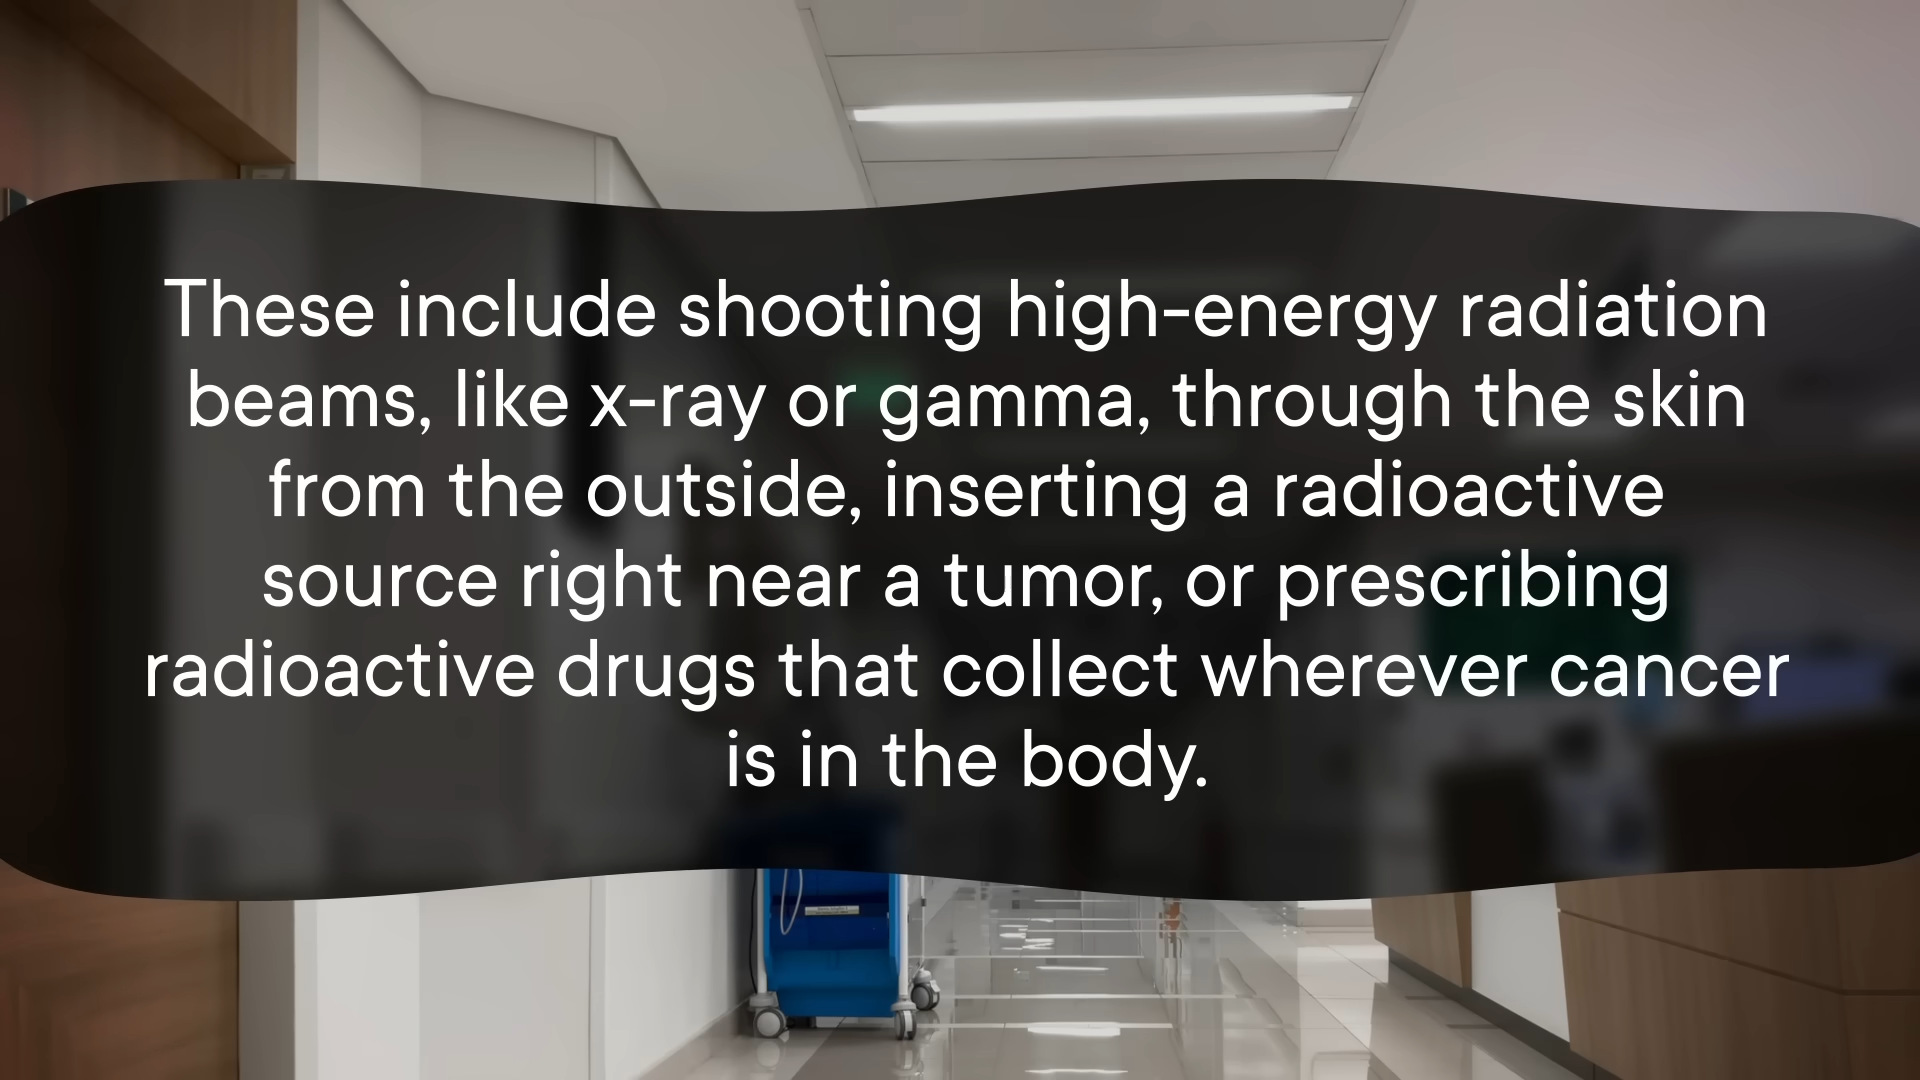 These include shooting high-energy radiation
beams, like x-ray or gamma, through the skin
from the outside, inserting a radioactive
source right near a tumor, or prescribing
radioactive drugs that collect wherever cancer
is in the body.